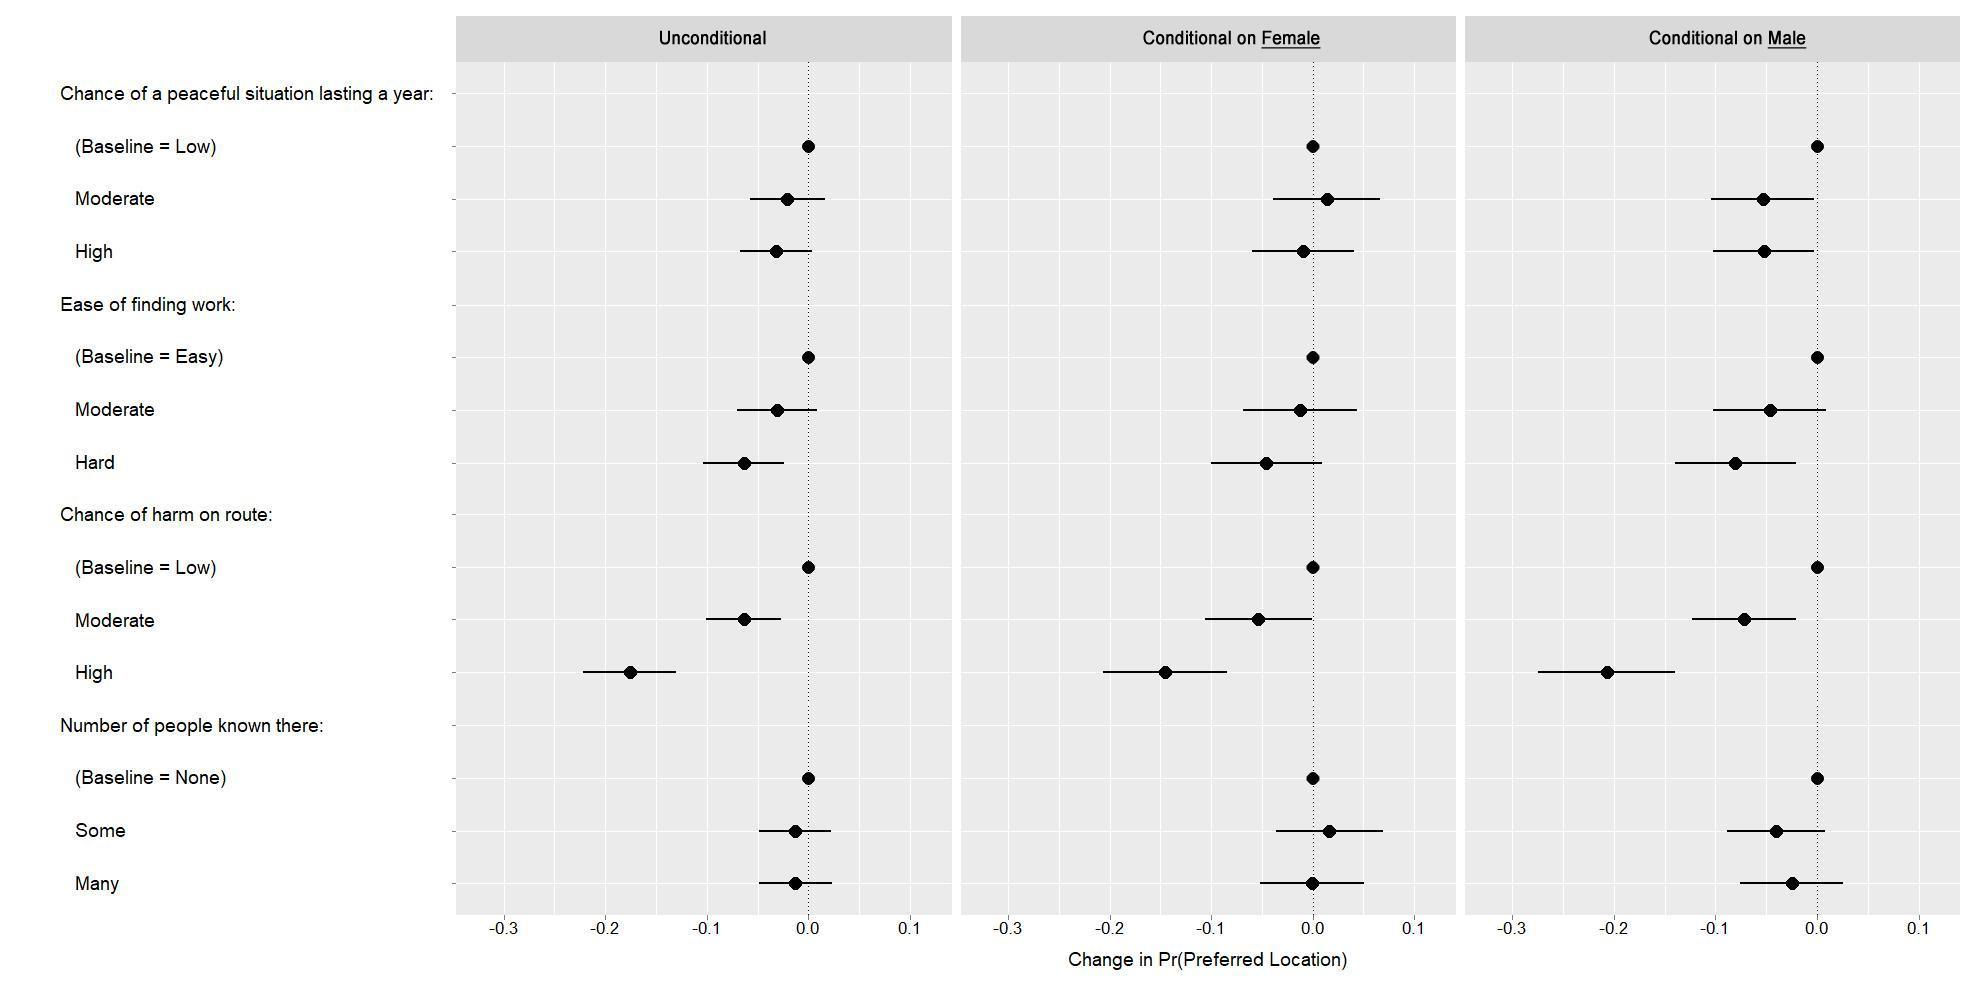 Unconditional
Conditional on Female
Conditional on Male
Chance of a peaceful situation lasting a year:
(Baseline = Low)
Moderate
High
Ease of finding work:
(Baseline = Easy)
Moderate
Hard
Chance of harm on route:
(Baseline = Low)
Moderate
High
Number of people known there:
(Baseline = None)
Some
Many
-0.3 -0.2 -0.1 0.0 0.1 -0.3 -0.2 -0.1 0.0 0.1 -0.3 -0.2 -0.1 0.0 0.1
Change in Pr(Preferred Location)